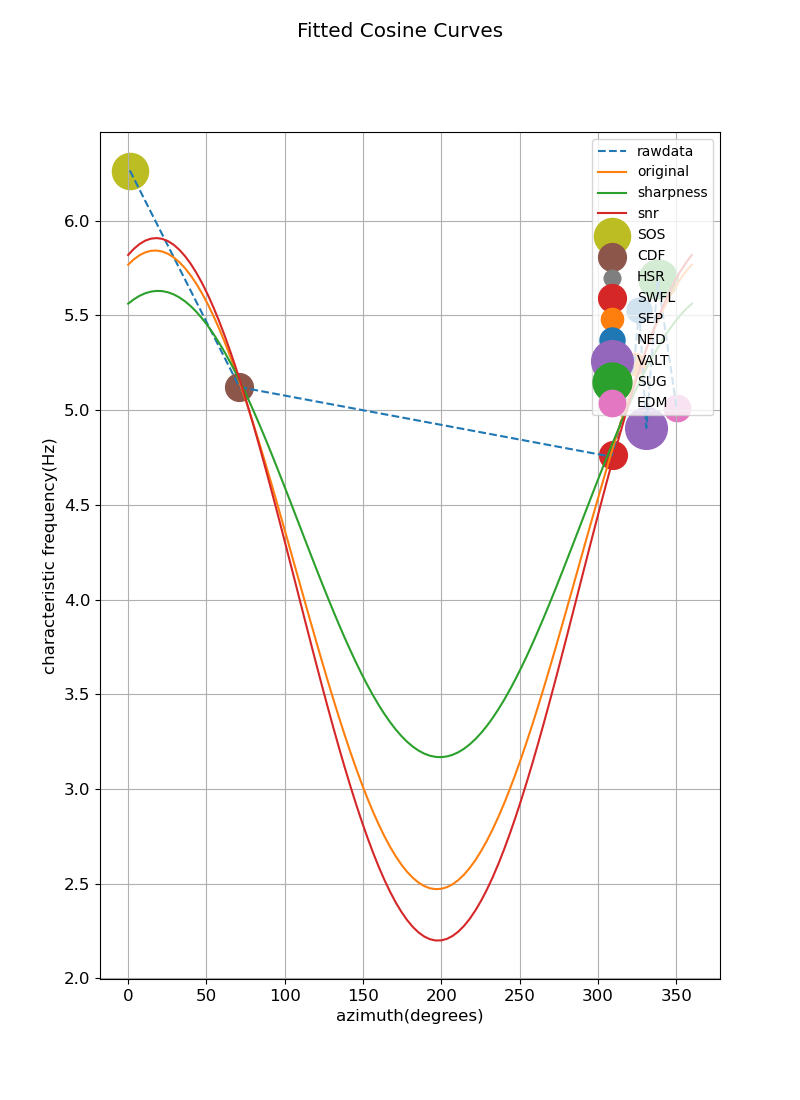 Fitted Cosine Curves
rawdata
original
sharpness
snr
SOS
CDF
HSR
SWFL
SEP
NED
VALT
SUG
EDM
characteristic frequency(Hz)
6.0
5.5
5.0
4.5
4.0
3.5
3.0
2.5
2.0
0 50 100 150 200 250 300 350
azimuth(degrees)